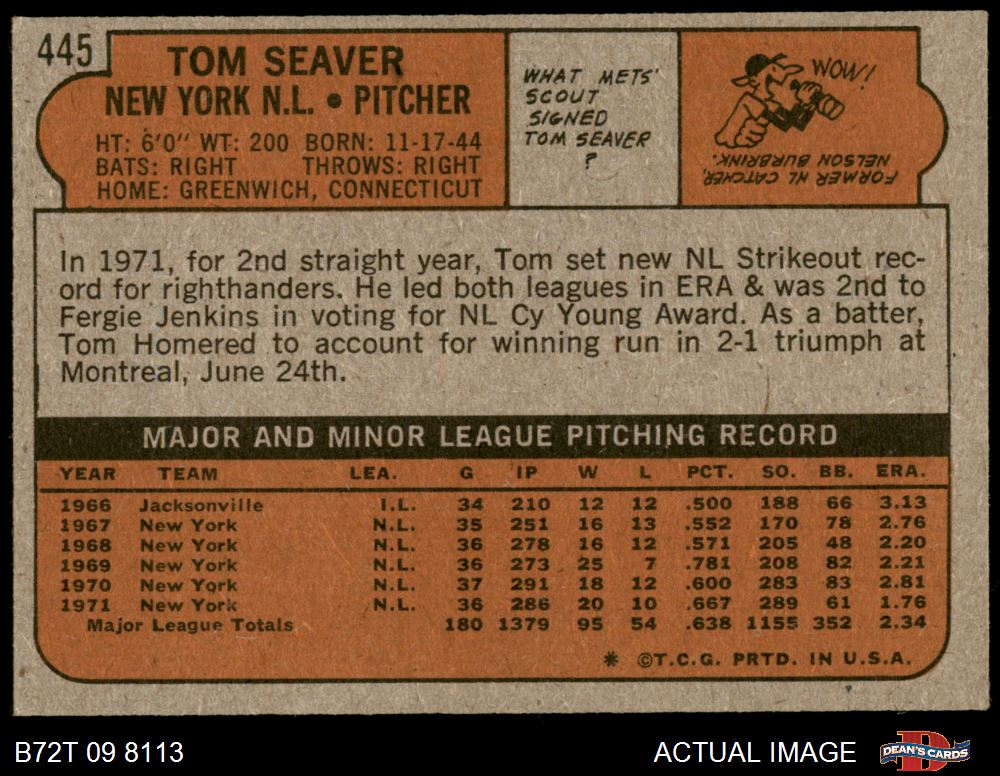 445
TOM SEAVER
NEW YORK N.L. • PITCHER
HT: 6'0" WT: 200 BORN: 11-17-44
BATS: RIGHT THROWS: RIGHT
HOME: GREENWICH, CONNECTICUT
WHAT METS'
SCOUT
SIGNED
TOM SEAVER
?
WOW!
FORMER NL CATCHER,
NELSON BURBRINK.
In 1971, for 2nd straight year, Tom set new NL Strikeout rec-
ord for righthanders. He led both leagues in ERA & was 2nd to
Fergie Jenkins in voting for NL Cy Young Award. As a batter,
Tom Homered to account for winning run in 2-1 triumph at
Montreal, June 24th.
MAJOR AND MINOR LEAGUE PITCHING RECORD
YEAR TEAM LEA. G IP W L PCT. SO. BB. ERA.
1966 Jacksonville I.L. 34 210 12 12 .500 188 66 3.13
1967 New York N.L. 35 251 16 13 .552 170 78 2.76
1968 New York N.L. 36 278 16 12 .571 205 48 2.20
1969 New York N.L. 36 273 25 7 .781 208 82 2.21
1970 New York N.L. 37 291 18 12 .600 283 83 2.81
1971 New York N.L. 36 286 20 10 .667 289 61 1.76
Major League Totals 180 1379 95 54 .638 1155 352 2.34
* ©T.C.G. PRTD. IN U.S.A.
B72T 09 8113
ACTUAL IMAGE
D
DEAN'S CARDS